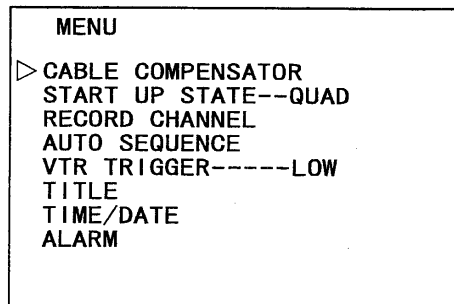 MENU
▷CABLE COMPENSATOR
START UP STATE--QUAD
RECORD CHANNEL
AUTO SEQUENCE
VTR TRIGGER-----LOW
TITLE
TIME/DATE
ALARM